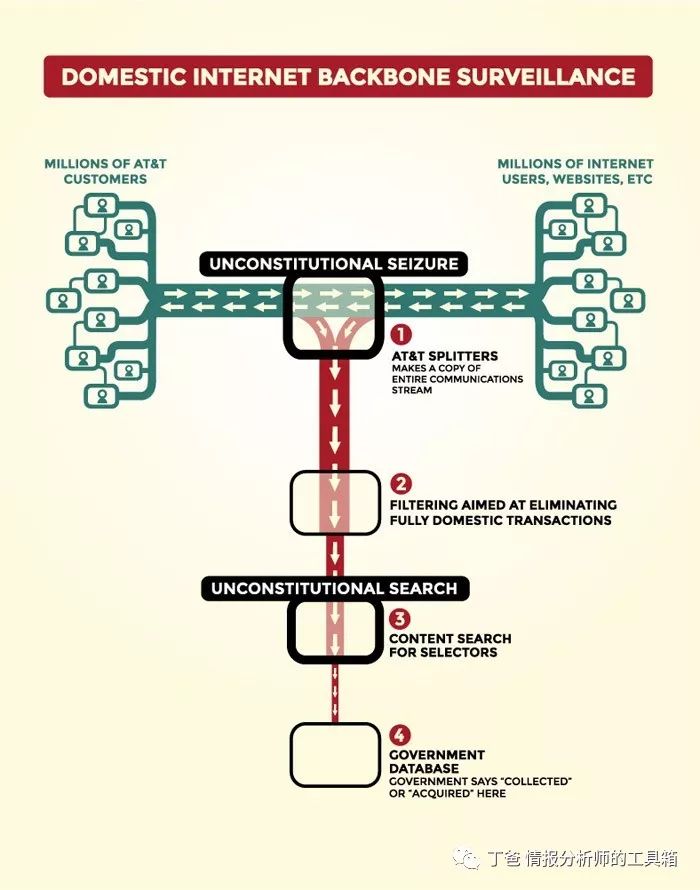 DOMESTIC INTERNET BACKBONE SURVEILLANCE
MILLIONS OF AT&T
CUSTOMERS
MILLIONS OF INTERNET
USERS, WEBSITES, ETC
UNCONSTITUTIONAL SEIZURE
1
AT&T SPLITTERS
MAKES A COPY OF
ENTIRE COMMUNICATIONS
STREAM
2
FILTERING AIMED AT ELIMINATING
FULLY DOMESTIC TRANSACTIONS
UNCONSTITUTIONAL SEARCH
3
CONTENT SEARCH
FOR SELECTORS
4
GOVERNMENT
DATABASE
GOVERNMENT SAYS "COLLECTED"
OR "ACQUIRED" HERE
丁爸 情报分析师的工具箱